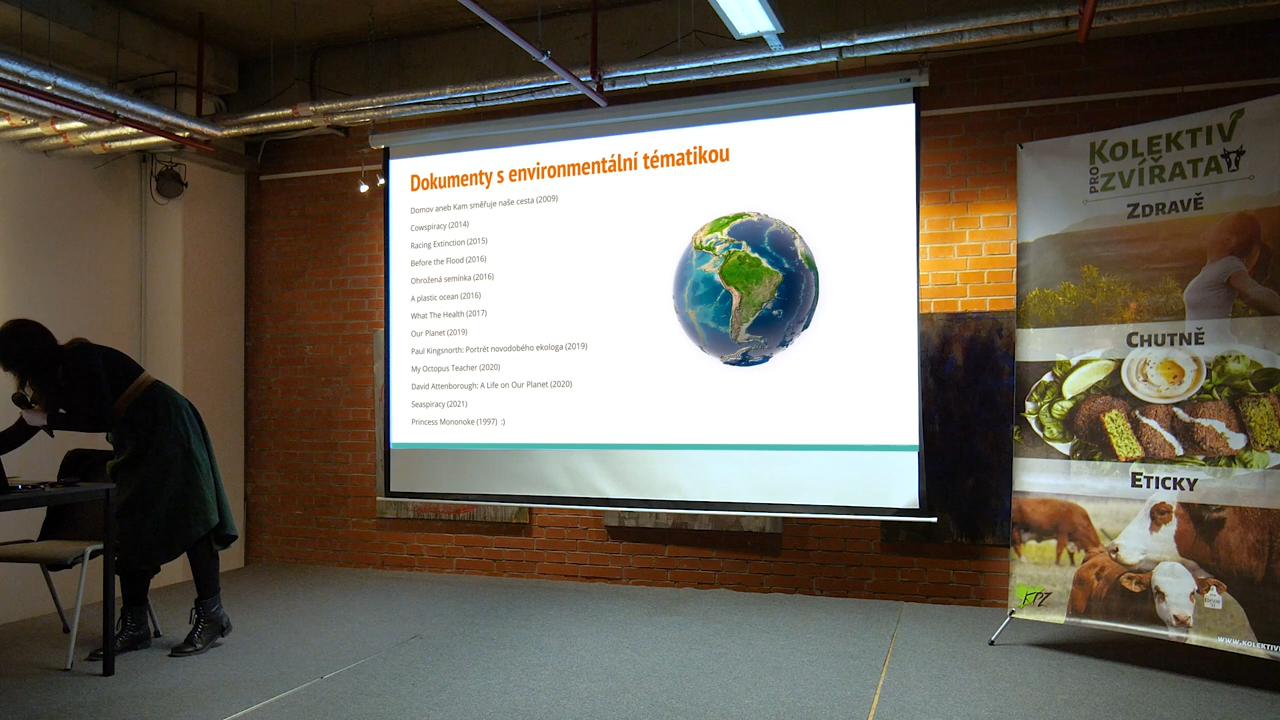 Dokumenty s environmentální tématikou
Domov aneb Kam směřuje naše cesta (2009)
Cowspiracy (2014)
Racing Extinction (2015)
Before the Flood (2016)
Ohrožená semínka (2016)
A plastic ocean (2016)
What The Health (2017)
Our Planet (2019)
Paul Kingsnorth: Portrét novodobého ekologa (2019)
My Octopus Teacher (2020)
David Attenborough: A Life on Our Planet (2020)
Seaspiracy (2021)
Princess Mononoke (1997) :)
KOLEKTIV
PRO ZVÍŘATA
ZDRAVĚ
CHUTNĚ
ETICKY
KPZ